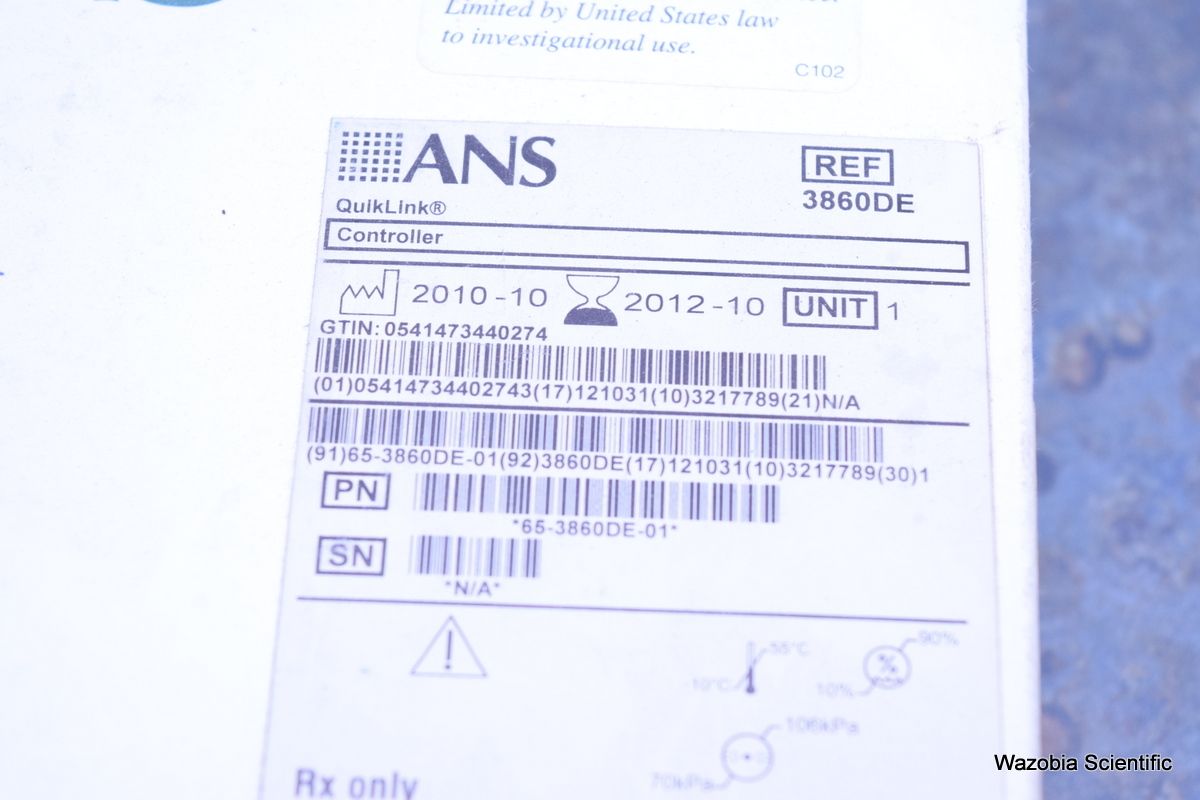 Limited by United States law
to investigational use.
C102
ANS
REF
3860DE
QuikLink®
Controller
2010-10
2012-10
UNIT 1
GTIN: 0541473440274
(01)05414734402743(17)121031(10)3217789(21)N/A
(91)65-3860DE-01(92)3860DE(17)121031(10)3217789(30)1
PN
*65-3860DE-01*
SN
*N/A*
!
55°C
-10°C
%
90%
10%
106kPa
70kPa
Rx only
Wazobia Scientific